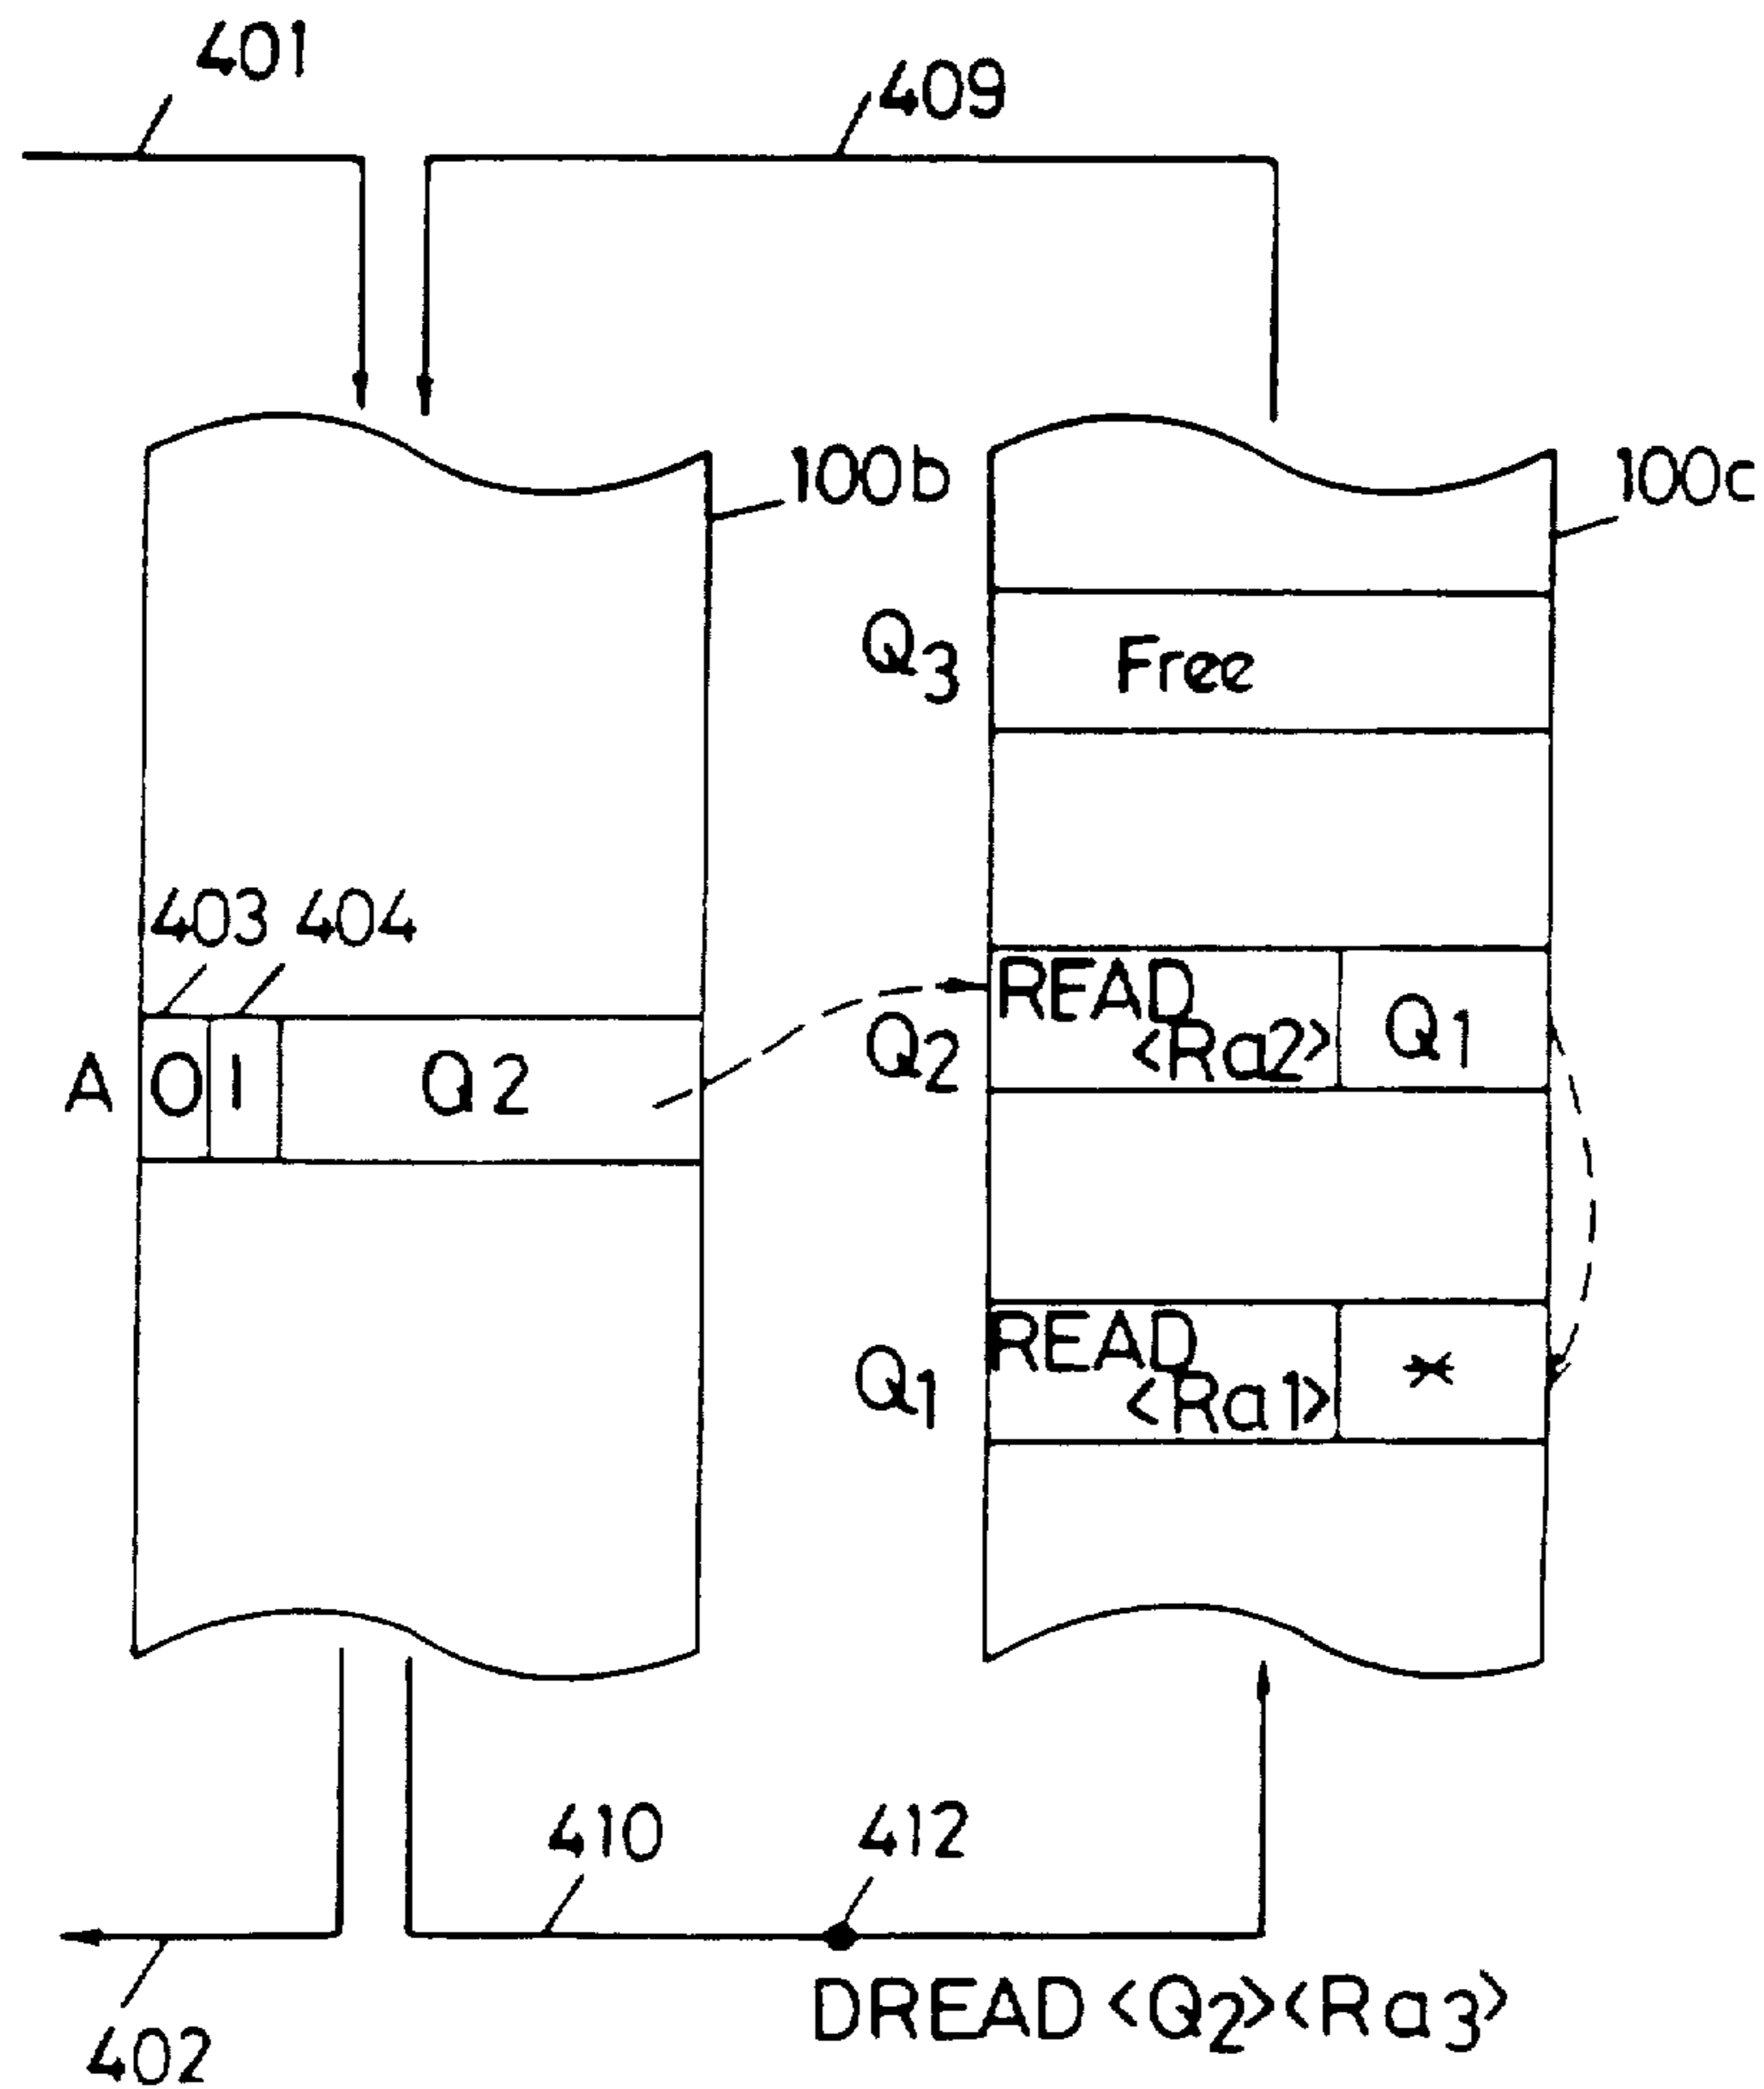 401
409
100b
100c
Q3
Free
403 404
READ
<Ra2>
Q1
Q2
A
0
1
Q2
READ
<Ra1>
*
Q1
410
412
DREAD<Q2><Ra3>
402